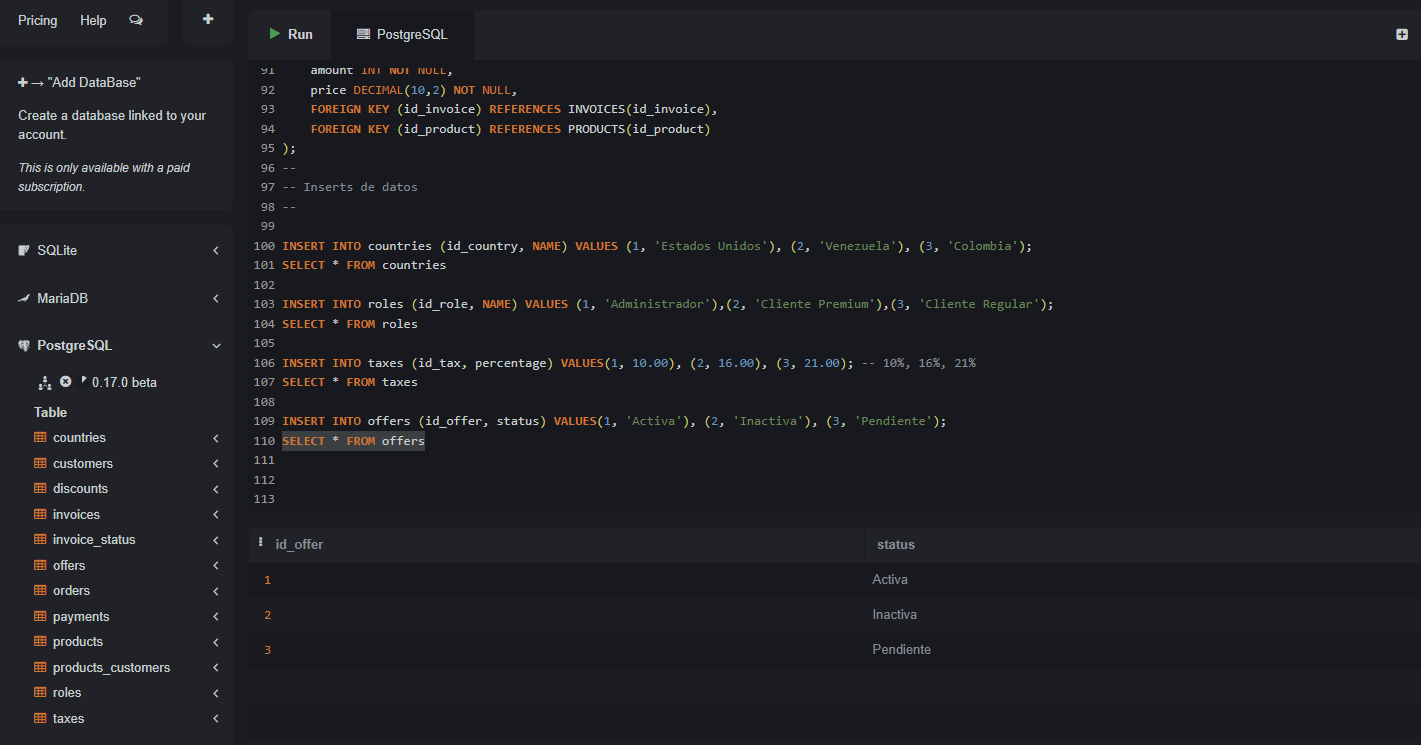 Pricing Help
"Add DataBase"
Create a database linked to your
account.
This is only available with a paid
subscription.
SQLite
MariaDB
PostgreSQL
0.17.0 beta
Table
countries
customers
discounts
invoices
invoice_status
offers
orders
payments
products
products_customers
roles
taxes
Run PostgreSQL
91 amount INT NOT NULL,
92 price DECIMAL(10,2) NOT NULL,
93 FOREIGN KEY (id_invoice) REFERENCES INVOICES(id_invoice),
94 FOREIGN KEY (id_product) REFERENCES PRODUCTS(id_product)
95 );
96 --
97 -- Inserts de datos
98 --
99
100 INSERT INTO countries (id_country, NAME) VALUES (1, 'Estados Unidos'), (2, 'Venezuela'), (3, 'Colombia');
101 SELECT * FROM countries
102
103 INSERT INTO roles (id_role, NAME) VALUES (1, 'Administrador'),(2, 'Cliente Premium'),(3, 'Cliente Regular');
104 SELECT * FROM roles
105
106 INSERT INTO taxes (id_tax, percentage) VALUES(1, 10.00), (2, 16.00), (3, 21.00); -- 10%, 16%, 21%
107 SELECT * FROM taxes
108
109 INSERT INTO offers (id_offer, status) VALUES(1, 'Activa'), (2, 'Inactiva'), (3, 'Pendiente');
110 SELECT * FROM offers
111
112
113
id_offer status
1 Activa
2 Inactiva
3 Pendiente